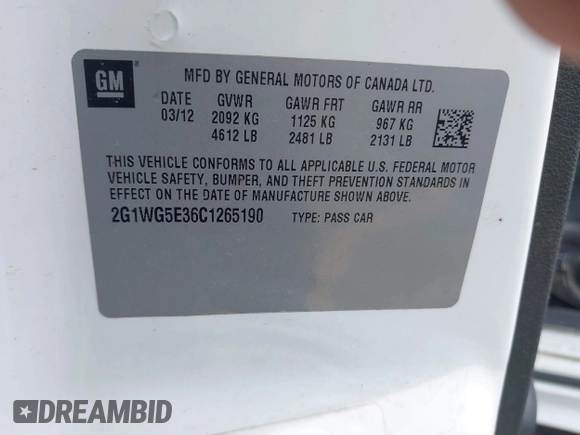 GM
MFD BY GENERAL MOTORS OF CANADA LTD.
DATE GVWR GAWR FRT GAWR RR
03/12 2092 KG 1125 KG 967 KG
4612 LB 2481 LB 2131 LB
THIS VEHICLE CONFORMS TO ALL APPLICABLE U.S. FEDERAL MOTOR
VEHICLE SAFETY, BUMPER, AND THEFT PREVENTION STANDARDS IN
EFFECT ON THE DATE OF MANUFACTURE SHOWN ABOVE.
2G1WG5E36C1265190 TYPE: PASS CAR
DREAMBID